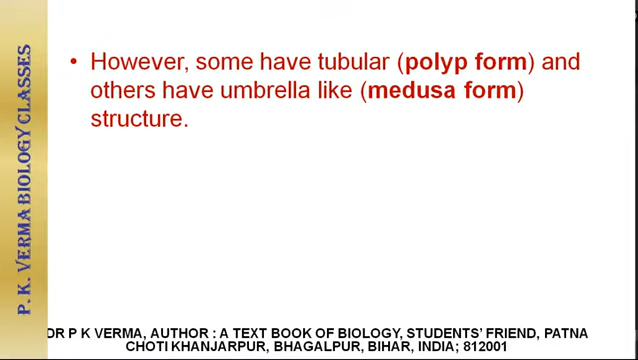 P. K. VERMA BIOLOGY CLASSES
• However, some have tubular (polyp form) and
others have umbrella like (medusa form)
structure.
DR P K VERMA, AUTHOR : A TEXT BOOK OF BIOLOGY, STUDENTS' FRIEND, PATNA
CHOTI KHANJARPUR, BHAGALPUR, BIHAR, INDIA; 812001